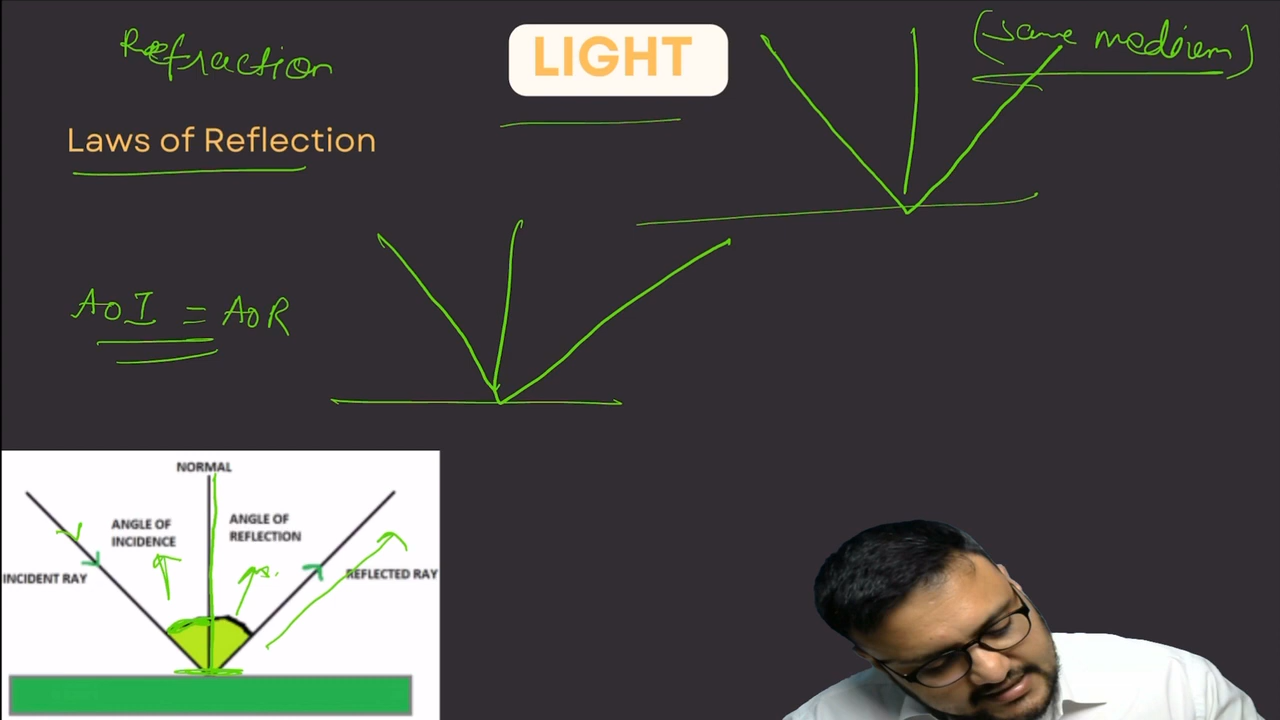 Refraction
LIGHT
(same medium)
Laws of Reflection
AOI = AOR
NORMAL
ANGLE OF
INCIDENCE
ANGLE OF
REFLECTION
INCIDENT RAY
REFLECTED RAY